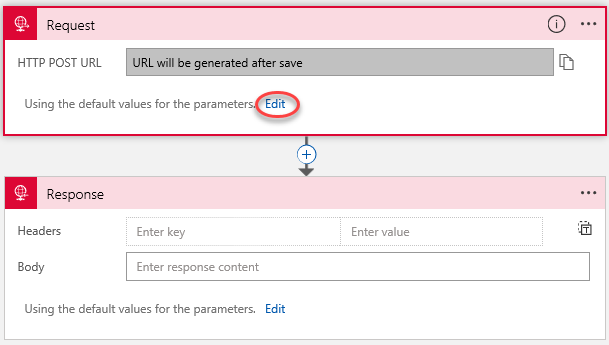 Request
HTTP POST URL URL will be generated after save
Using the default values for the parameters. Edit
Response
Headers Enter key Enter value
Body Enter response content
Using the default values for the parameters. Edit